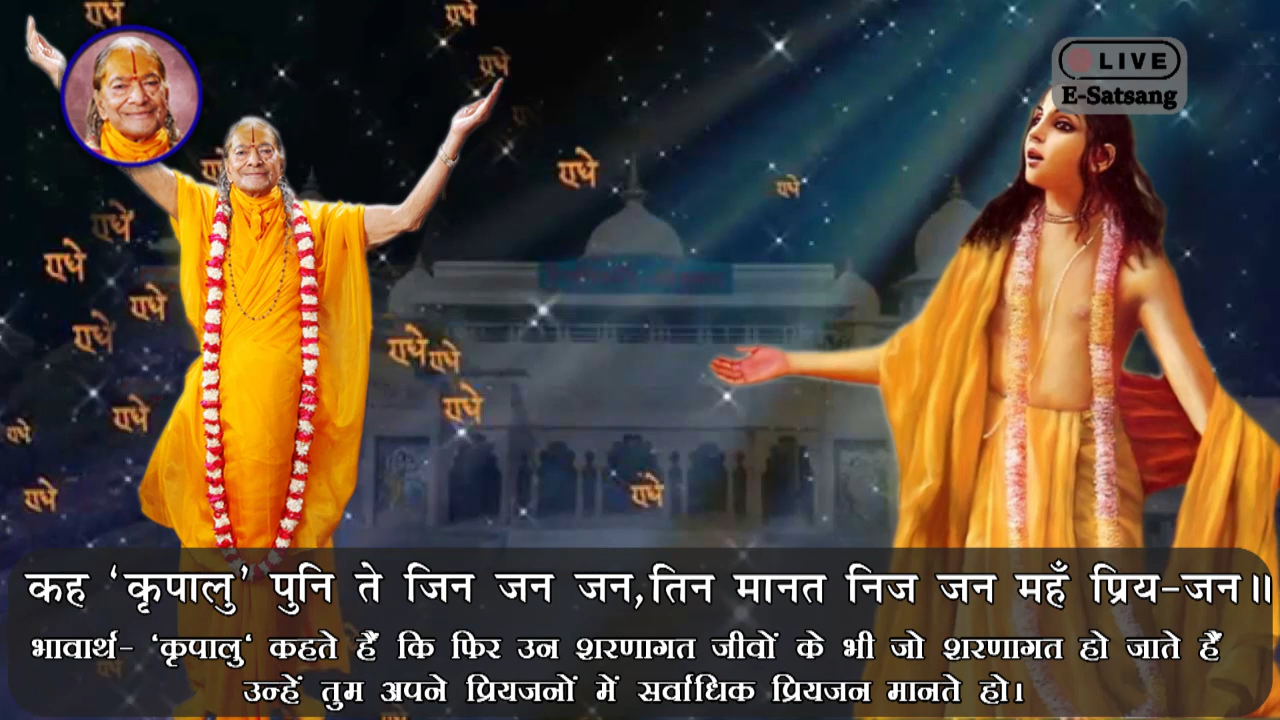 राधे
राधे
राधे
LIVE
E-Satsang
राधे
राधे
राधे
राधे
राधे
राधे
राधे
राधे
राधे
राधे
राधे
राधे
राधे
राधे
कह ‘कृपालु’ पुनि ते जिन जन जन,तिन मानत निज जन महँ प्रिय-जन॥
भावार्थ- ‘कृपालु‘ कहते हैं कि फिर उन शरणागत जीवों के भी जो शरणागत हो जाते हैं
उन्हें तुम अपने प्रियजनों में सर्वाधिक प्रियजन मानते हो।